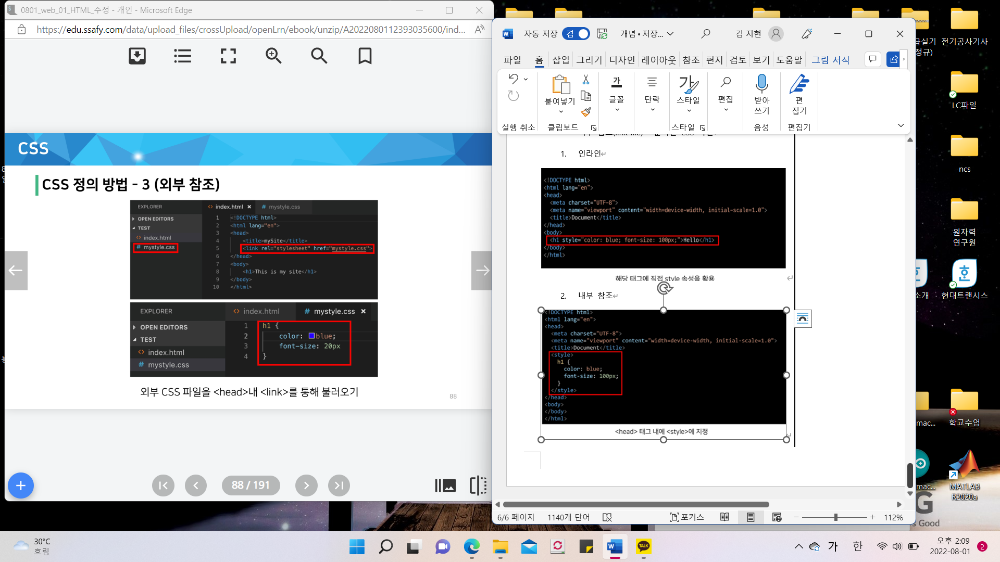 0801_web_01_HTML_수정 - 개인 - Microsoft Edge
https://edu.ssafy.com/data/upload_files/crossUpload/openLrn/ebook/unzip/A2022080112393035600/ind...
CSS
CSS 정의 방법 - 3 (외부 참조)
EXPLORER
OPEN EDITORS
TEST
index.html
mystyle.css
index.html
mystyle.css
1 <!DOCTYPE html>
2 <html lang="en">
3 <head>
4 <title>mySite</title>
5 <link rel="stylesheet" href="mystyle.css">
6 </head>
7 <body>
8 <h1>This is my site</h1>
9 </body>
10 </html>
EXPLORER
OPEN EDITORS
TEST
index.html
mystyle.css
index.html
mystyle.css
1 h1 {
2 color: blue;
3 font-size: 20px
4 }
외부 CSS 파일을 <head>내 <link>를 통해 불러오기
88
88 / 191
자동 저장 켬
개념 • 저장...
김 지현
파일 홈 삽입 그리기 디자인 레이아웃 참조 편지 검토 보기 도움말 그림 서식
붙여넣기
가
글꼴
단락
가
스타일
편집
받아
쓰기
편
집기
실행 취소
클립보드
스타일
음성
편집기
1. 인라인
<!DOCTYPE html>
<html lang="en">
<head>
<meta charset="UTF-8">
<meta name="viewport" content="width=device-width, initial-scale=1.0">
<title>Document</title>
</head>
<body>
<h1 style="color: blue; font-size: 100px;">Hello</h1>
</body>
</html>
해당 태그에 직접 style 속성을 활용
2. 내부 참조
<!DOCTYPE html>
<html lang="en">
<head>
<meta charset="UTF-8">
<meta name="viewport" content="width=device-width, initial-scale=1.0">
<title>Document</title>
<style>
h1 {
color: blue;
font-size: 100px;
}
</style>
</head>
<body>
</body>
</html>
<head> 태그 내에 <style>에 지정
6/6 페이지
1140개 단어
포커스
112%
급실기
정규)
전기공사기사
LC파일
ncs
원자력
연구원
소개
현대트랜시스
mac...
학교수업
mac...
MATLAB
R2020a
G
s Good
30°C
흐림
TALK
가
한
오후 2:09
2022-08-01
2